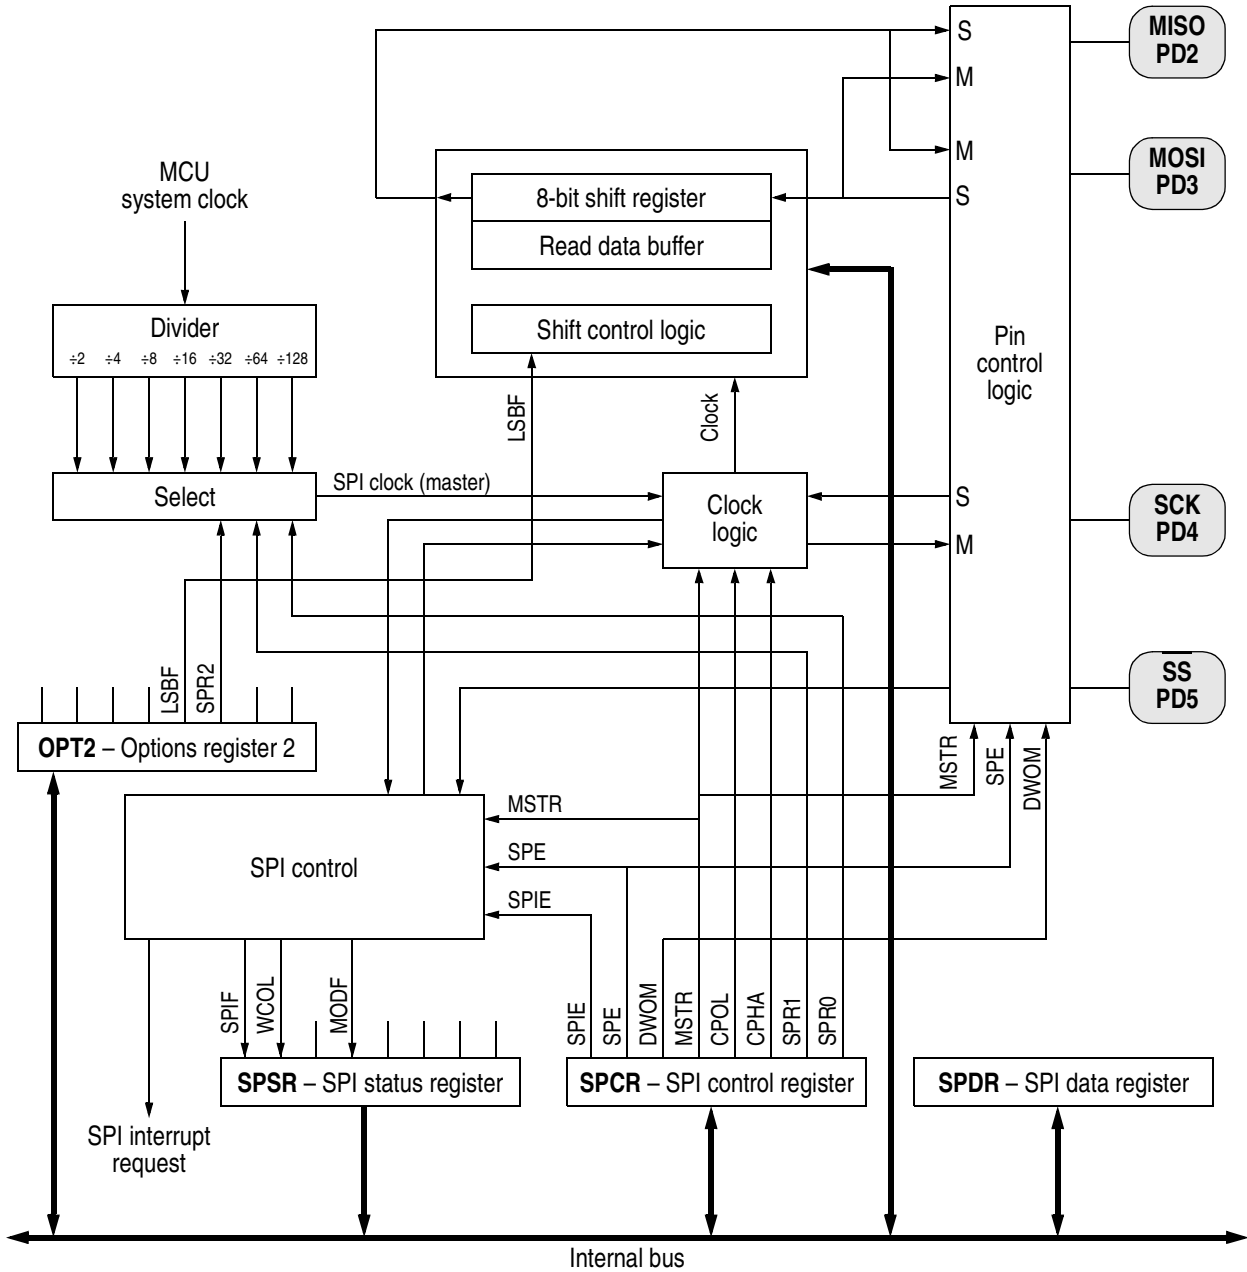 S
MISO
PD2
M
M
MOSI
PD3
S
MCU
system clock
8-bit shift register
Read data buffer
Divider
÷2 ÷4 ÷8 ÷16 ÷32 ÷64 ÷128
Shift control logic
Pin
control
logic
LSBF
Clock
Select
SPI clock (master)
Clock
logic
S
M
SCK
PD4
LSBF
SPR2
SS
PD5
OPT2 – Options register 2
MSTR
SPE
DWOM
MSTR
SPE
SPIE
SPI control
SPIF
WCOL
MODF
SPIE
SPE
DWOM
MSTR
CPOL
CPHA
SPR1
SPR0
SPSR – SPI status register
SPCR – SPI control register
SPDR – SPI data register
SPI interrupt
request
Internal bus